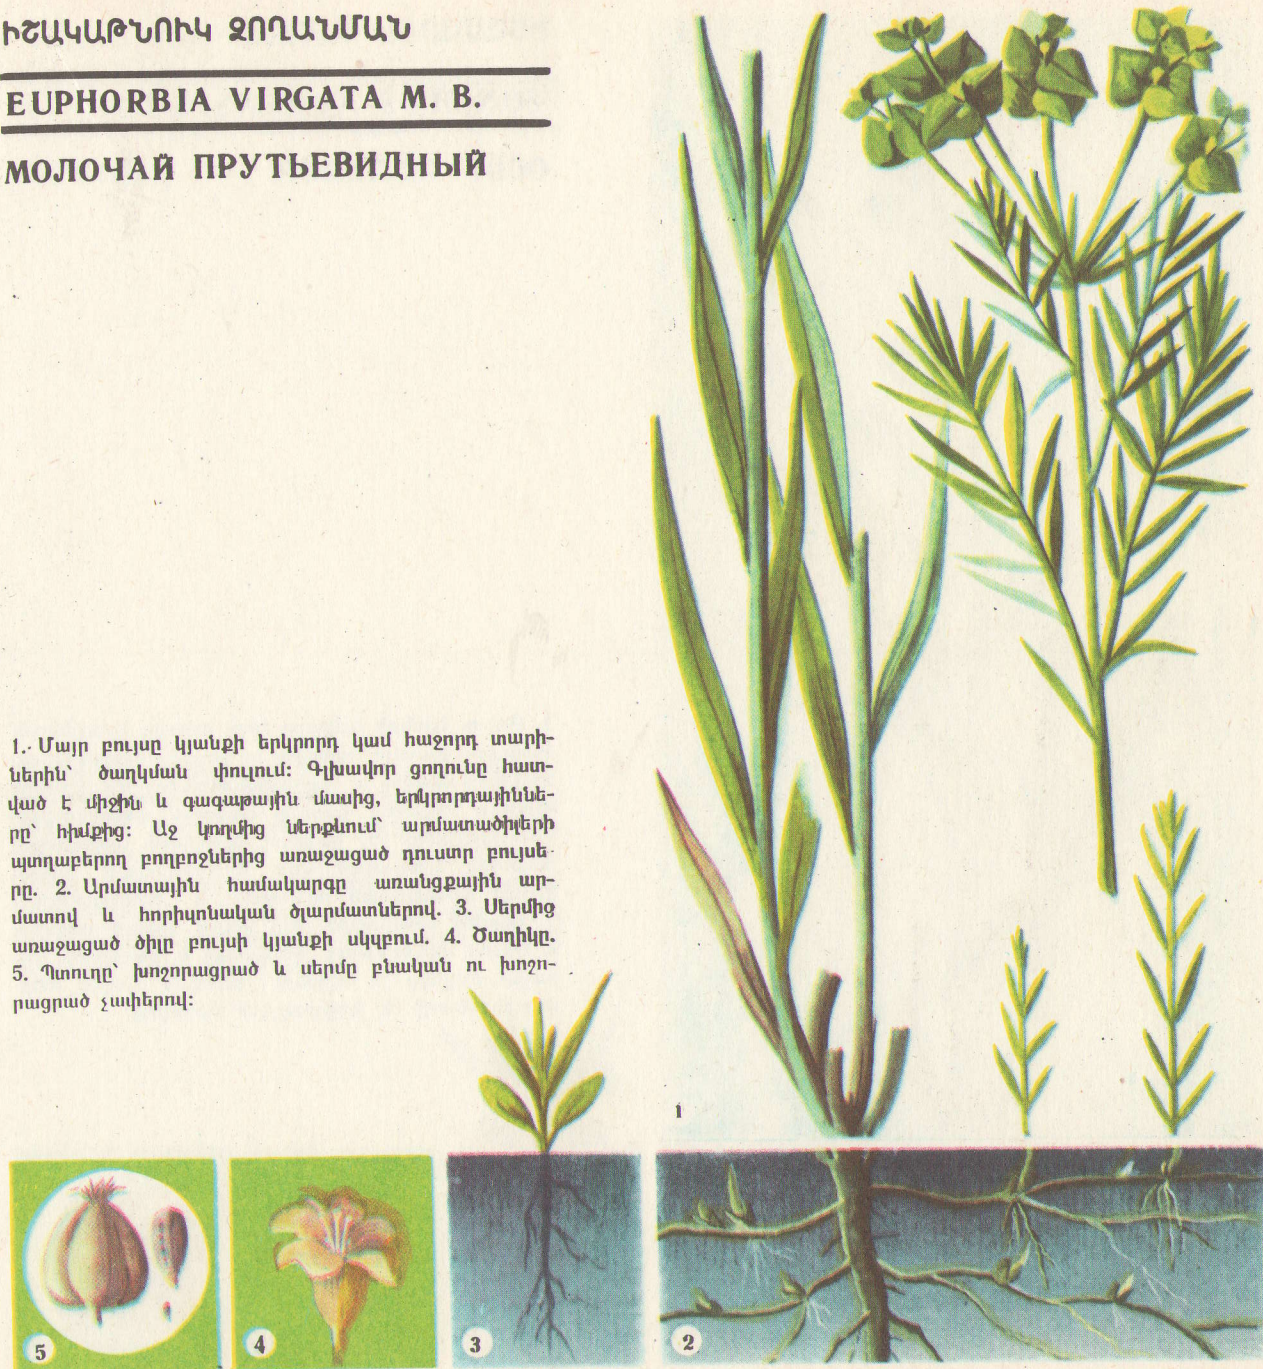 ԻՇԱԿԱԹՆՈՒԿ ՁՈՂԱՆՄԱՆ
EUPHORBIA VIRGATA M. B.
МОЛОЧАЙ ПРУТЬЕВИДНЫЙ
1. Մայր բույսը կյանքի երկրորդ կամ հաջորդ տարի-
ներին՝ ծաղկման փուլում։ Գլխավոր ցողունը հատ-
ված է միջին և գագաթային մասից, երկրորդայիննե-
րը՝ հիմքից։ Աջ կողմից ներքևում՝ արմատածիլերի
պտղաբերող բողբոջներից առաջացած դուստր բույսե-
րը. 2. Արմատային համակարգը առանցքային ար-
մատով և հորիզոնական ծլարմատներով. 3. Սերմից
առաջացած ծիլը բույսի կյանքի սկզբում. 4. Ծաղիկը.
5. Պտուղը՝ խոշորացրած և սերմը բնական ու խոշո-
րացրած չափերով։
1
5
4
3
2